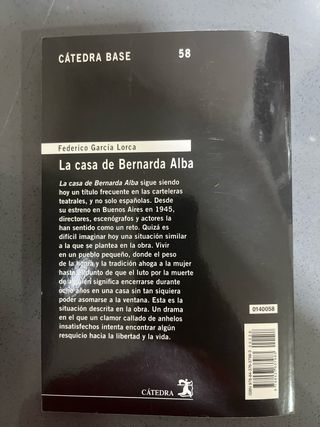 CÁTEDRA BASE 58
Federico García Lorca
La casa de Bernarda Alba
La casa de Bernarda Alba sigue siendo
hoy un título frecuente en las carteleras
teatrales, y no solo españolas. Desde
su estreno en Buenos Aires en 1945,
directores, escenógrafos y actores la
han sentido como un reto. Quizá es
difícil imaginar hoy una situación similar
a la que se plantea en la obra. Vivir
en un pueblo pequeño, donde el peso
de la honra y la tradición ahoga a la mujer
hasta el punto de que el luto por la muerte
de alguien significó encerrarse durante
ocho años en una casa sin tan siquiera
poder asomarse a la ventana. Esta es la
situación descrita en la obra. Un drama
en el que un clamor callado de anhelos
insatisfechos intenta encontrar algún
resquicio hacia la libertad y la vida.
0140058
CÁTEDRA